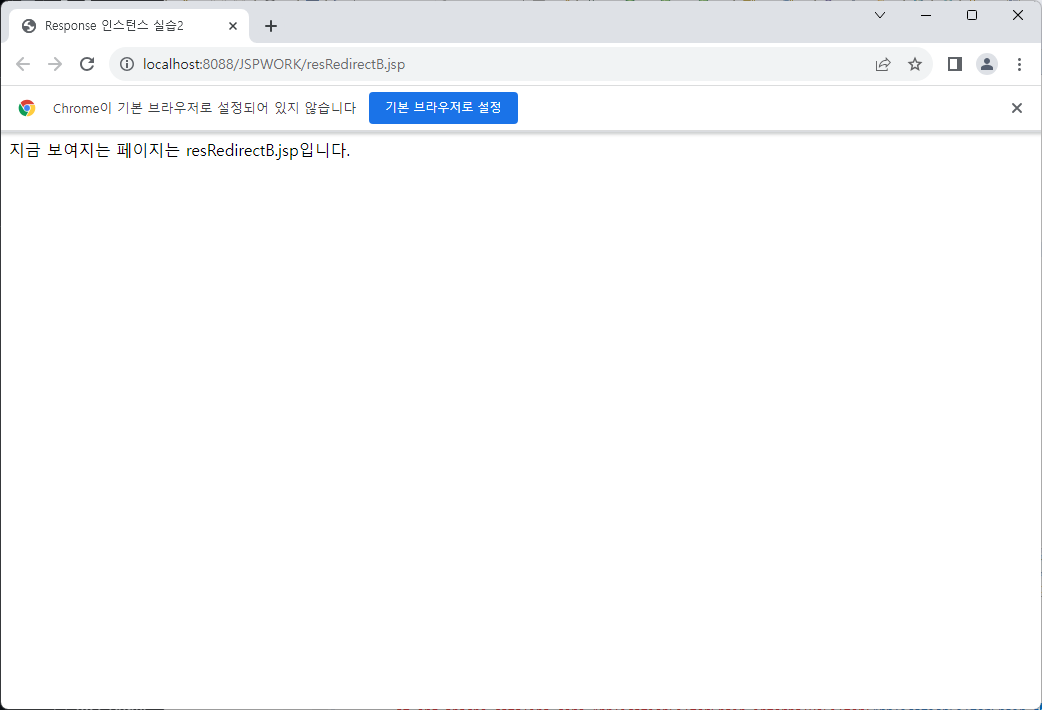 Response 인스턴스 실습2
localhost:8088/JSPWORK/resRedirectB.jsp
Chrome이 기본 브라우저로 설정되어 있지 않습니다
기본 브라우저로 설정
지금 보여지는 페이지는 resRedirectB.jsp입니다.